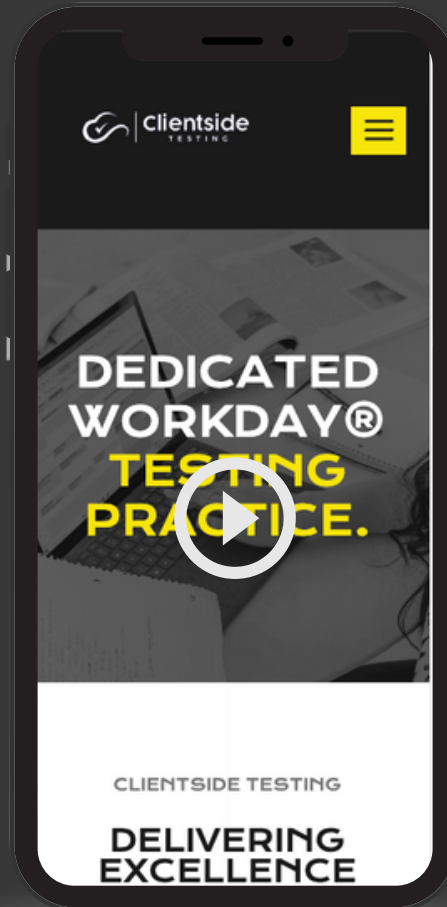 Clientside
TESTING
DEDICATED
WORKDAY®
TESTING
PRACTICE.
CLIENTSIDE TESTING
DELIVERING
EXCELLENCE